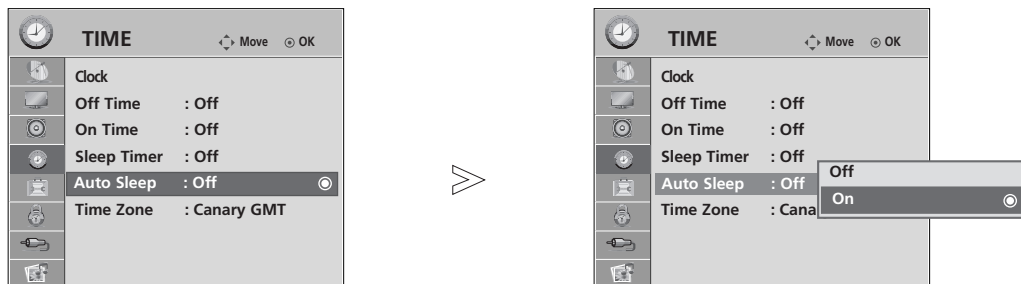 TIME Move OK
Clock
Off Time : Off
On Time : Off
Sleep Timer : Off
Auto Sleep : Off
Time Zone : Canary GMT
>
TIME Move OK
Clock
Off Time : Off
On Time : Off
Sleep Timer : Off
Auto Sleep : Off
Time Zone : Cana
Off
On